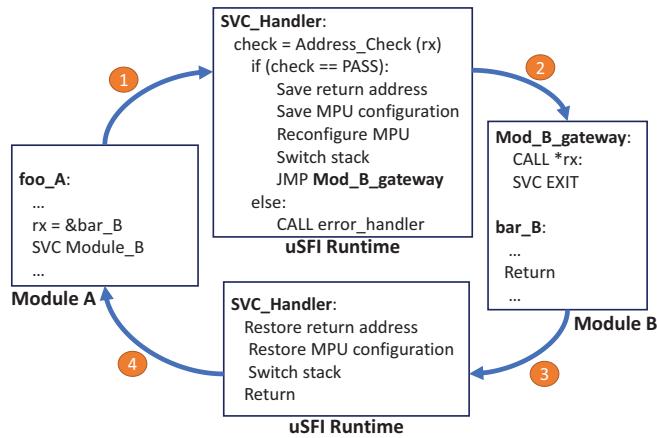 SVC_Handler:
check = Address_Check (rx)
if (check == PASS):
Save return address
Save MPU configuration
Reconfigure MPU
Switch stack
JMP Mod_B_gateway
else:
CALL error_handler
uSFI Runtime
1
2
foo_A:
...
rx = &bar_B
SVC Module_B
...
Module A
Mod_B_gateway:
CALL *rx:
SVC EXIT
bar_B:
...
Return
...
Module B
SVC_Handler:
Restore return address
Restore MPU configuration
Switch stack
Return
uSFI Runtime
3
4